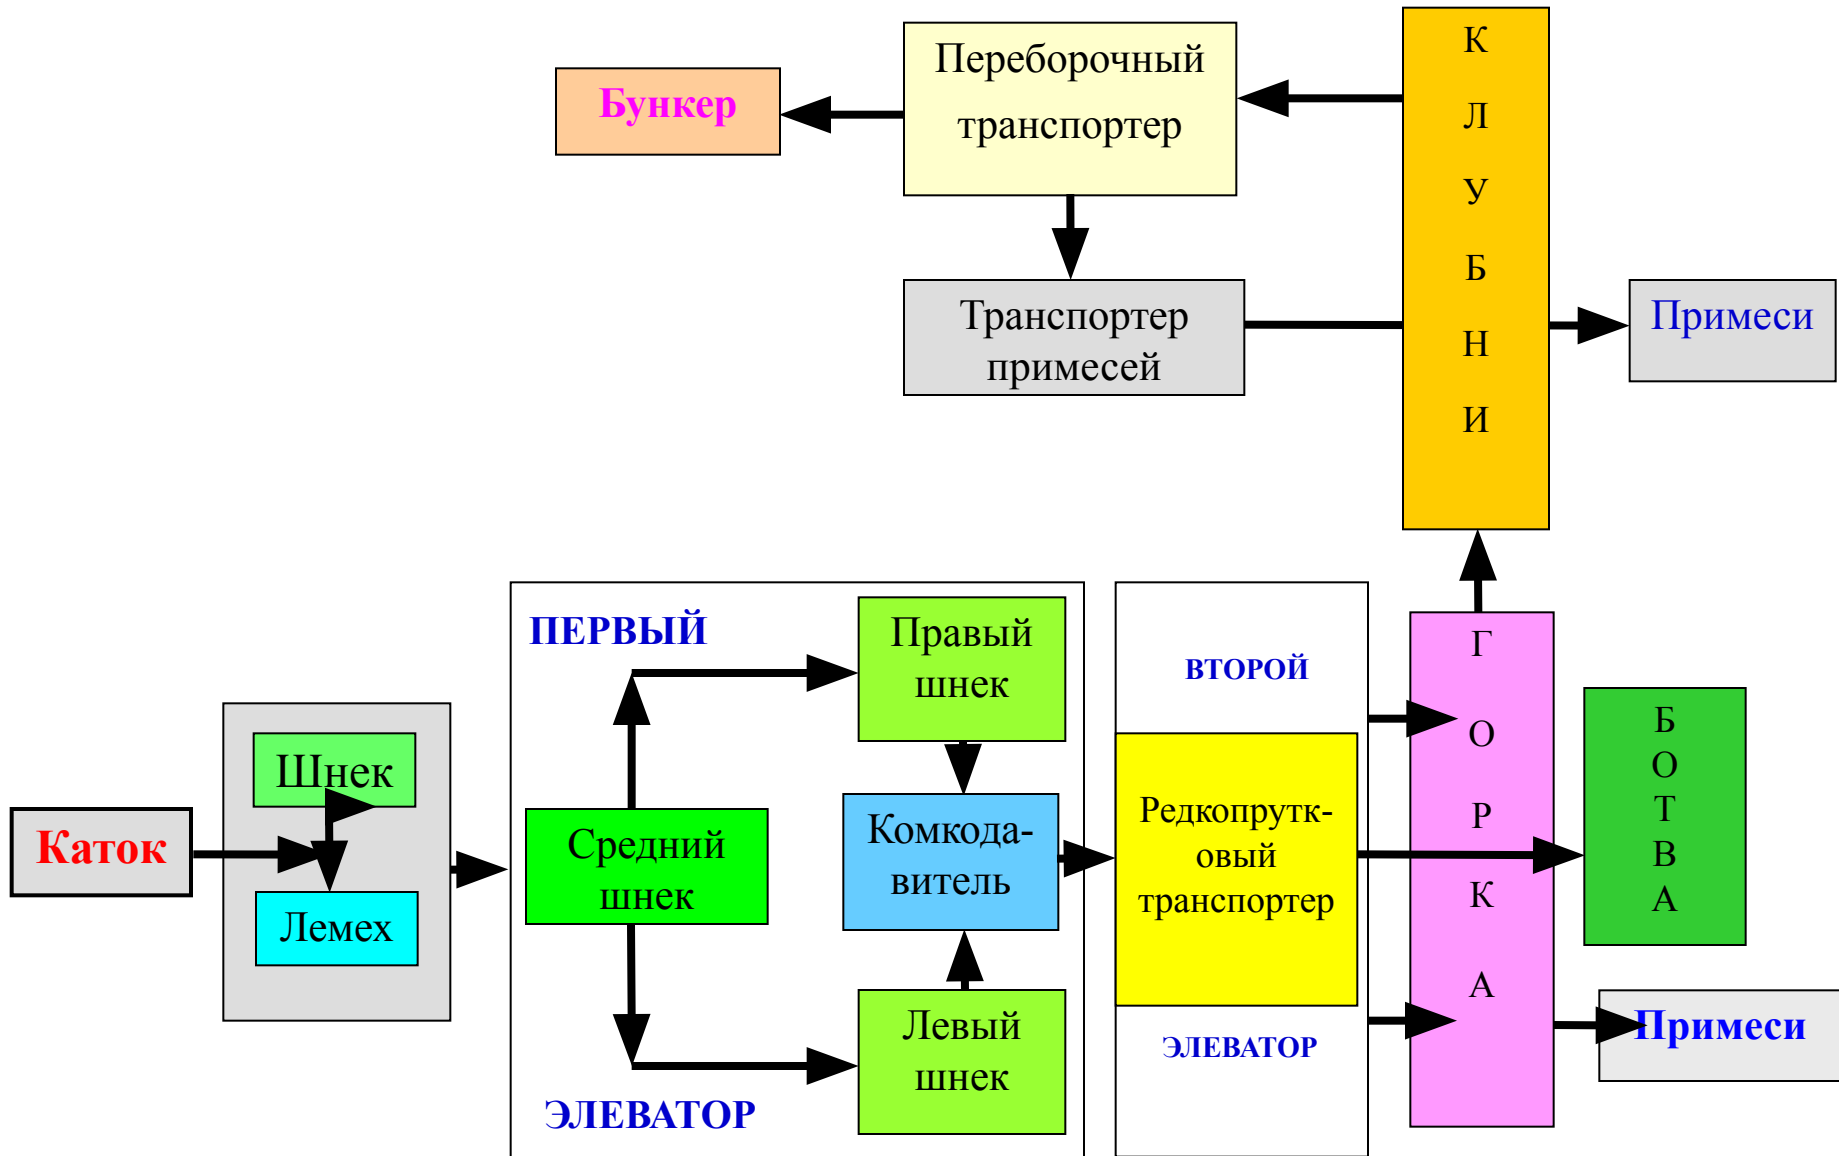 Бункер
Переборочный
транспортер
К
Л
У
Б
Н
И
Транспортер
примесей
Примеси
Каток
Шнек
Лемех
ПЕРВЫЙ
Средний
шнек
ЭЛЕВАТОР
Правый
шнек
Комкода-
витель
Левый
шнек
ВТОРОЙ
Редкопрутк-
овый
транспортер
ЭЛЕВАТОР
Г
О
Р
К
А
Б
О
Т
В
А
Примеси